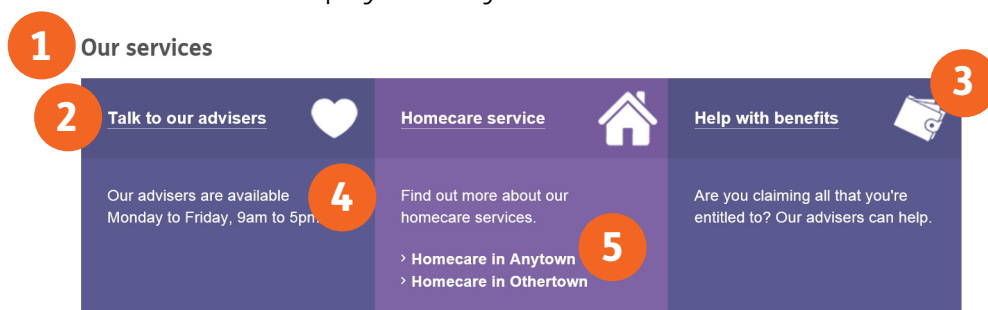 1 Our services
2 Talk to our advisers Homecare service Help with benefits 3
Our advisers are available 4 Find out more about our Are you claiming all that you're
Monday to Friday, 9am to homecare services. entitled to? Our advisers can help.
› Homecare in Anytown 5
› Homecare in Othertown